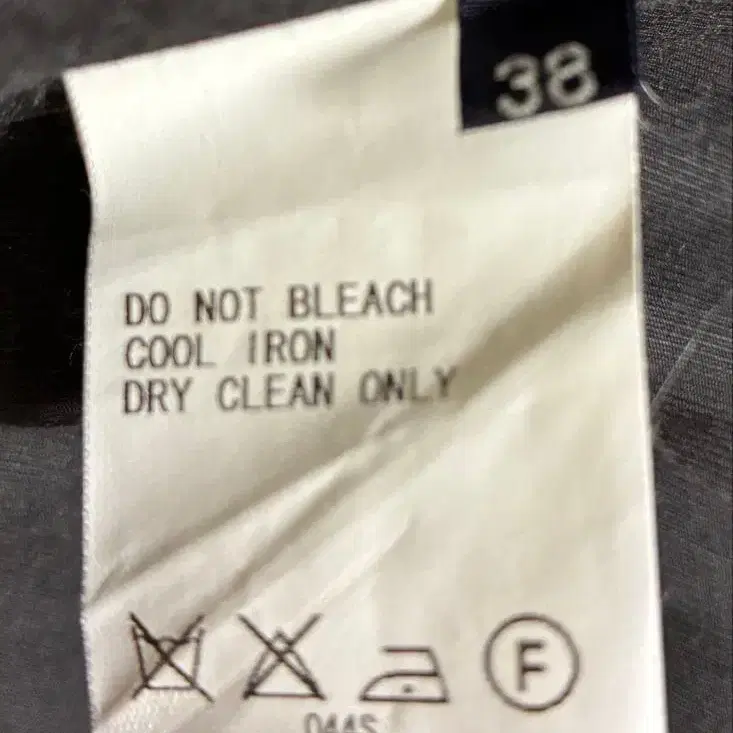 38
DO NOT BLEACH
COOL IRON
DRY CLEAN ONLY
F